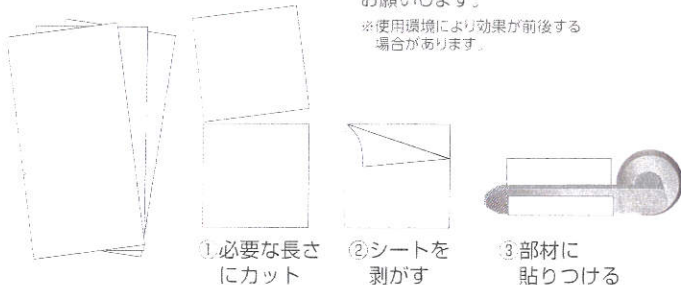 お願いします。
※使用環境により効果が前後する
場合があります。
①必要な長さ
にカット
②シートを
剥がす
③部材に
貼りつける